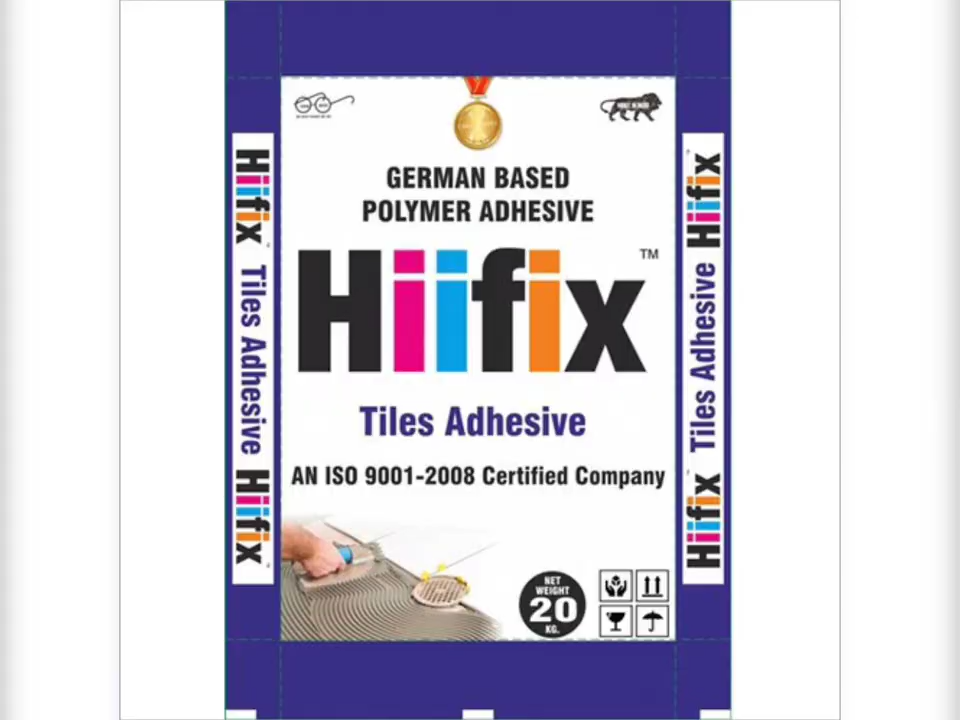 GERMAN BASED
POLYMER ADHESIVE
Hiifix
TM
Tiles Adhesive
AN ISO 9001-2008 Certified Company
NET
WEIGHT
20
KG.
Hiifix Tiles Adhesive Hiifix
Hiifix Tiles Adhesive Hiifix